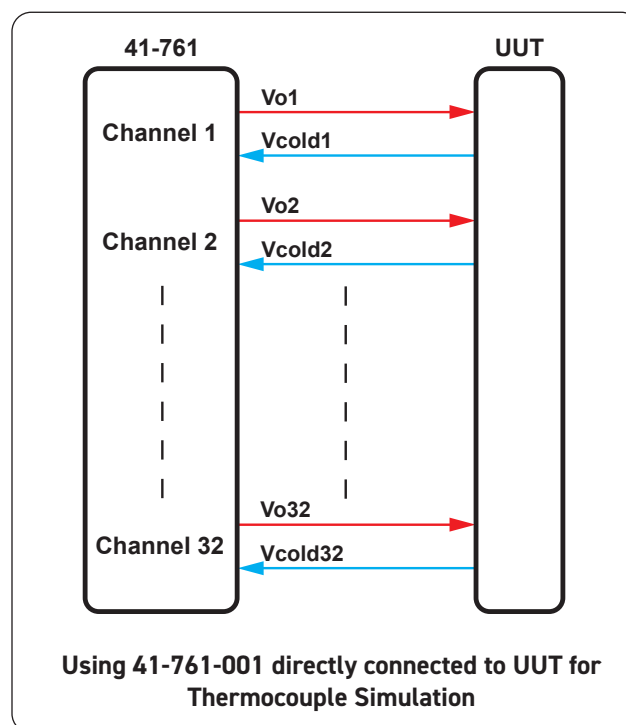 41-761
UUT
Vo1
Channel 1
Vcold1
Vo2
Channel 2
Vcold2
Vo32
Channel 32
Vcold32
Using 41-761-001 directly connected to UUT for
Thermocouple Simulation